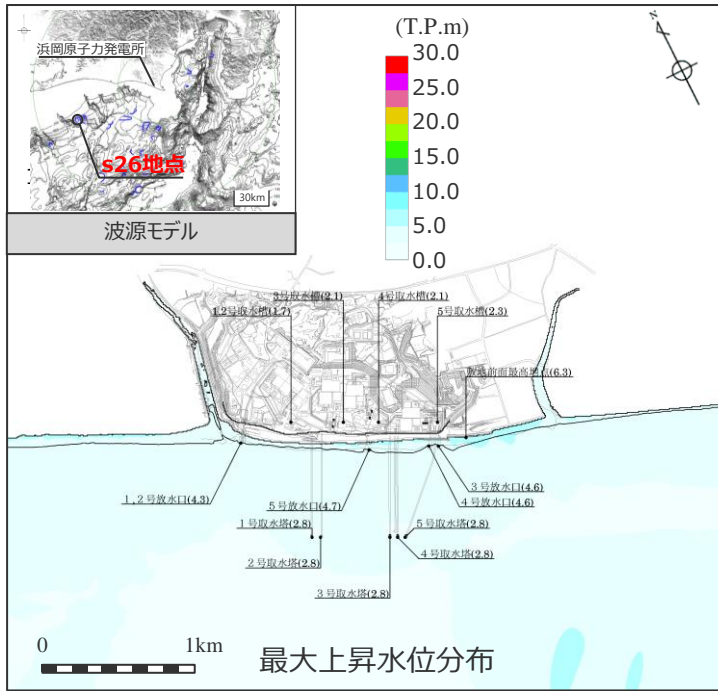 浜岡原子力発電所
s26地点
30km
波源モデル
(T.P.m)
30.0
25.0
20.0
15.0
10.0
5.0
0.0
N
3号取水槽(2.1)
4号取水槽(2.1)
1,2号取水槽(1.7)
5号取水槽(2.3)
敷地前面最高地点(6.3)
1,2号放水口(4.3)
5号放水口(4.7)
3号放水口(4.6)
4号放水口(4.6)
1号取水塔(2.8)
2号取水塔(2.8)
3号取水塔(2.8)
4号取水塔(2.8)
5号取水塔(2.8)
0 1km
最大上昇水位分布